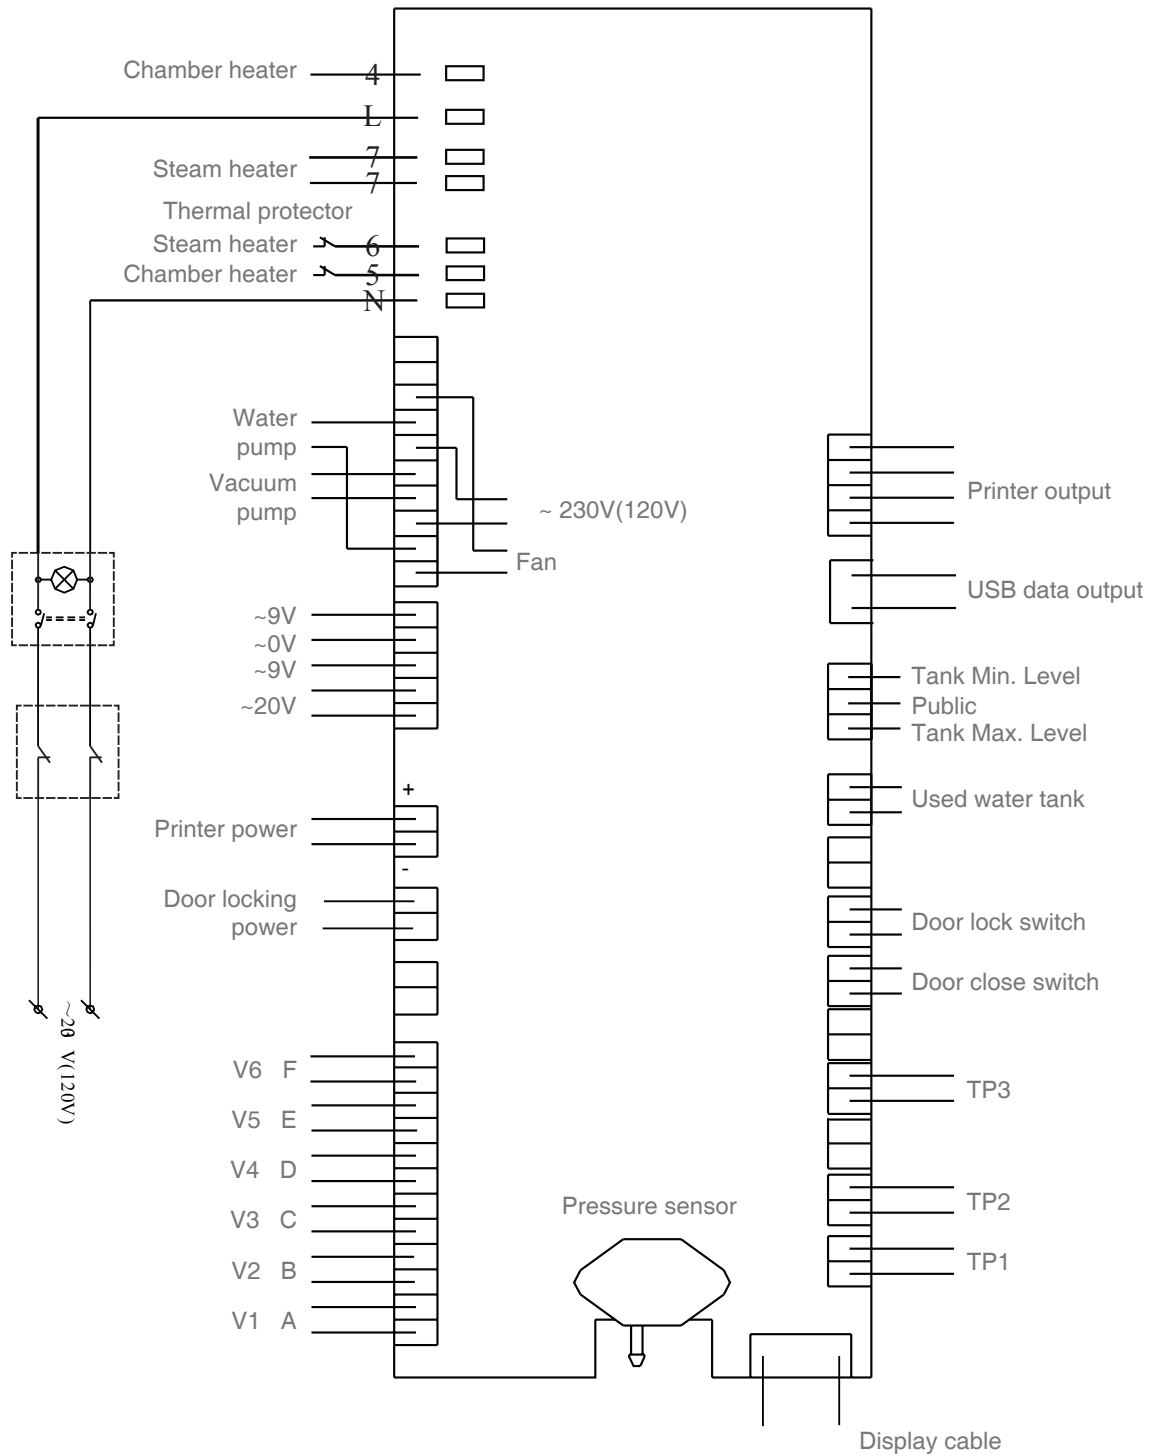 Chamber heater 4
L
7
Steam heater
7
Thermal protector
Steam heater 6
Chamber heater 5
N
Water
pump
Vacuum
pump
~ 230V(120V)
Fan
Printer output
USB data output
~9V
~0V
~9V
~20V
Tank Min. Level
Public
Tank Max. Level
+
Printer power
-
Used water tank
Door locking
power
Door lock switch
Door close switch
~20 V(120V)
V6 F
V5 E
V4 D
V3 C
V2 B
V1 A
TP3
TP2
TP1
Pressure sensor
Display cable